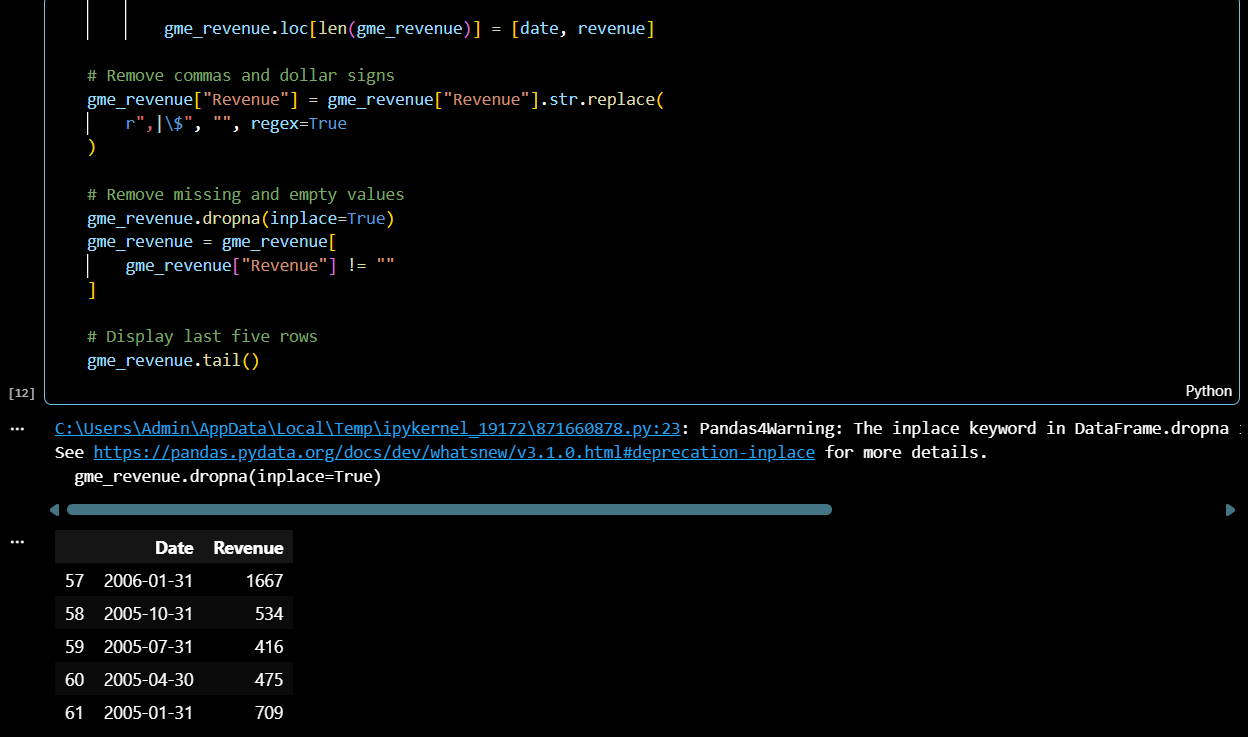 gme_revenue.loc[len(gme_revenue)] = [date, revenue]
# Remove commas and dollar signs
gme_revenue["Revenue"] = gme_revenue["Revenue"].str.replace(
r",|\$", "", regex=True
)
# Remove missing and empty values
gme_revenue.dropna(inplace=True)
gme_revenue = gme_revenue[
gme_revenue["Revenue"] != ""
]
# Display last five rows
gme_revenue.tail()
[12]
Python
... C:\Users\Admin\AppData\Local\Temp\ipykernel_19172\871660878.py:23: Pandas4Warning: The inplace keyword in DataFrame.dropna
See https://pandas.pydata.org/docs/dev/whatsnew/v3.1.0.html#deprecation-inplace for more details.
gme_revenue.dropna(inplace=True)
...
Date Revenue
57 2006-01-31 1667
58 2005-10-31 534
59 2005-07-31 416
60 2005-04-30 475
61 2005-01-31 709